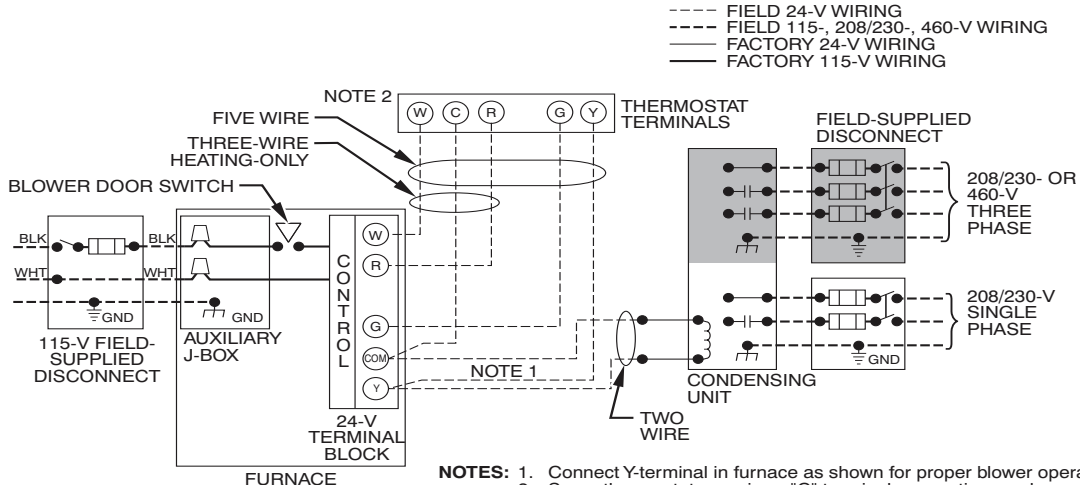 FIELD 24-V WIRING
FIELD 115-, 208/230-, 460-V WIRING
FACTORY 24-V WIRING
FACTORY 115-V WIRING
NOTE 2
W C R G Y
THERMOSTAT
TERMINALS
FIVE WIRE
THREE-WIRE
HEATING-ONLY
BLOWER DOOR SWITCH
FIELD-SUPPLIED
DISCONNECT
208/230- OR
460-V
THREE
PHASE
BLK
BLK
WHT
WHT
GND
GND
115-V FIELD-
SUPPLIED
DISCONNECT
AUXILIARY
J-BOX
CONTROL
W
R
G
COM
Y
NOTE 1
24-V
TERMINAL
BLOCK
FURNACE
TWO
WIRE
CONDENSING
UNIT
208/230-V
SINGLE
PHASE
GND
NOTES: 1. Connect Y-terminal in furnace as shown for proper blower